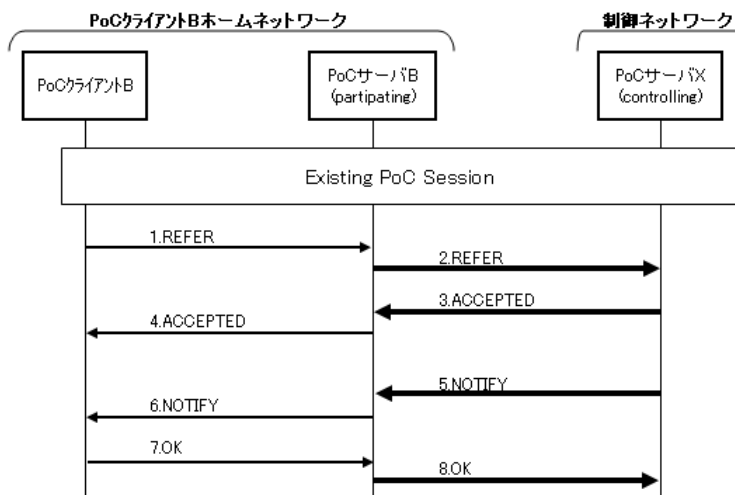 PoCクライアントBホームネットワーク
制御ネットワーク
PoCクライアントB
PoCサーバB
(partipating)
PoCサーバX
(controlling)
Existing PoC Session
1.REFER
2.REFER
3.ACCEPTED
4.ACCEPTED
5.NOTIFY
6.NOTIFY
7.OK
8.OK